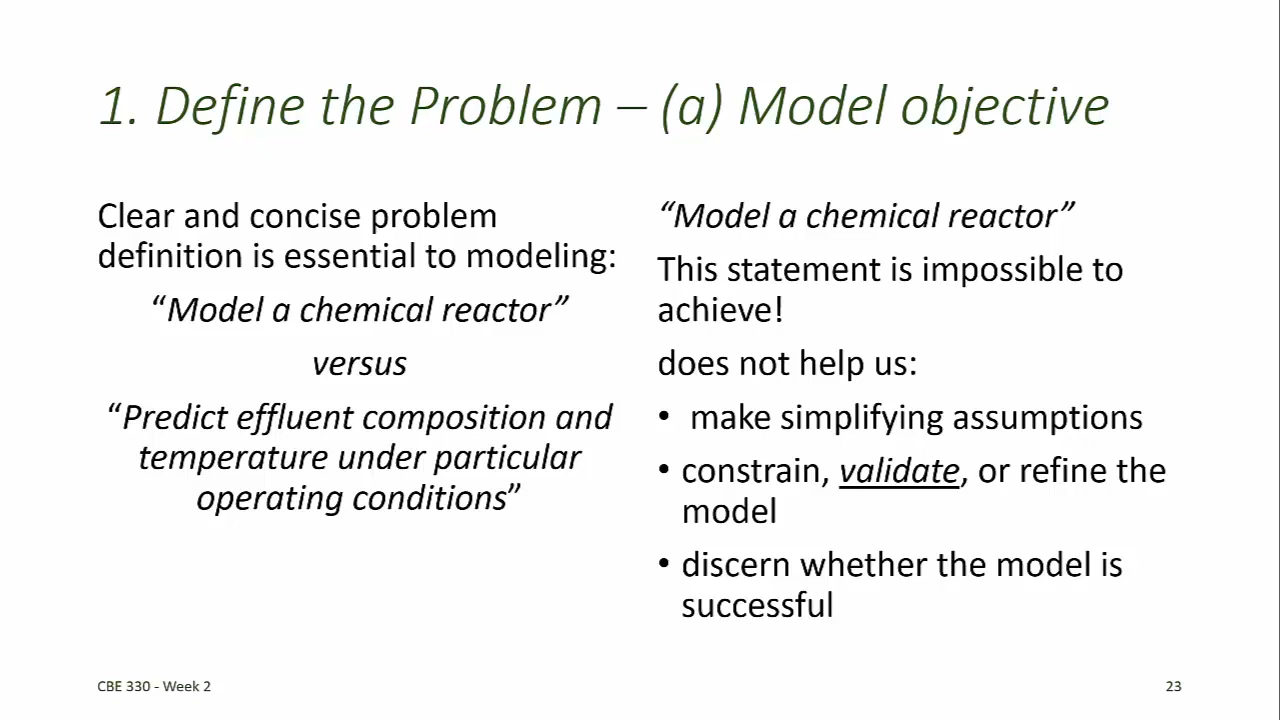 1. Define the Problem – (a) Model objective
Clear and concise problem
definition is essential to modeling:
“Model a chemical reactor”
versus
“Predict effluent composition and
temperature under particular
operating conditions”
“Model a chemical reactor”
This statement is impossible to
achieve!
does not help us:
• make simplifying assumptions
• constrain, validate, or refine the
model
• discern whether the model is
successful
CBE 330 - Week 2
23